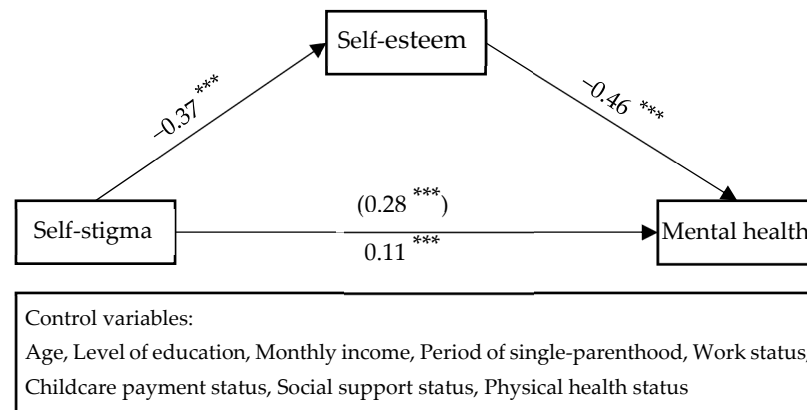 Self-esteem
−0.37 ***
−0.46 ***
(0.28 ***)
Self-stigma
Mental health
0.11 ***
Control variables:
Age, Level of education, Monthly income, Period of single-parenthood, Work status,
Childcare payment status, Social support status, Physical health status